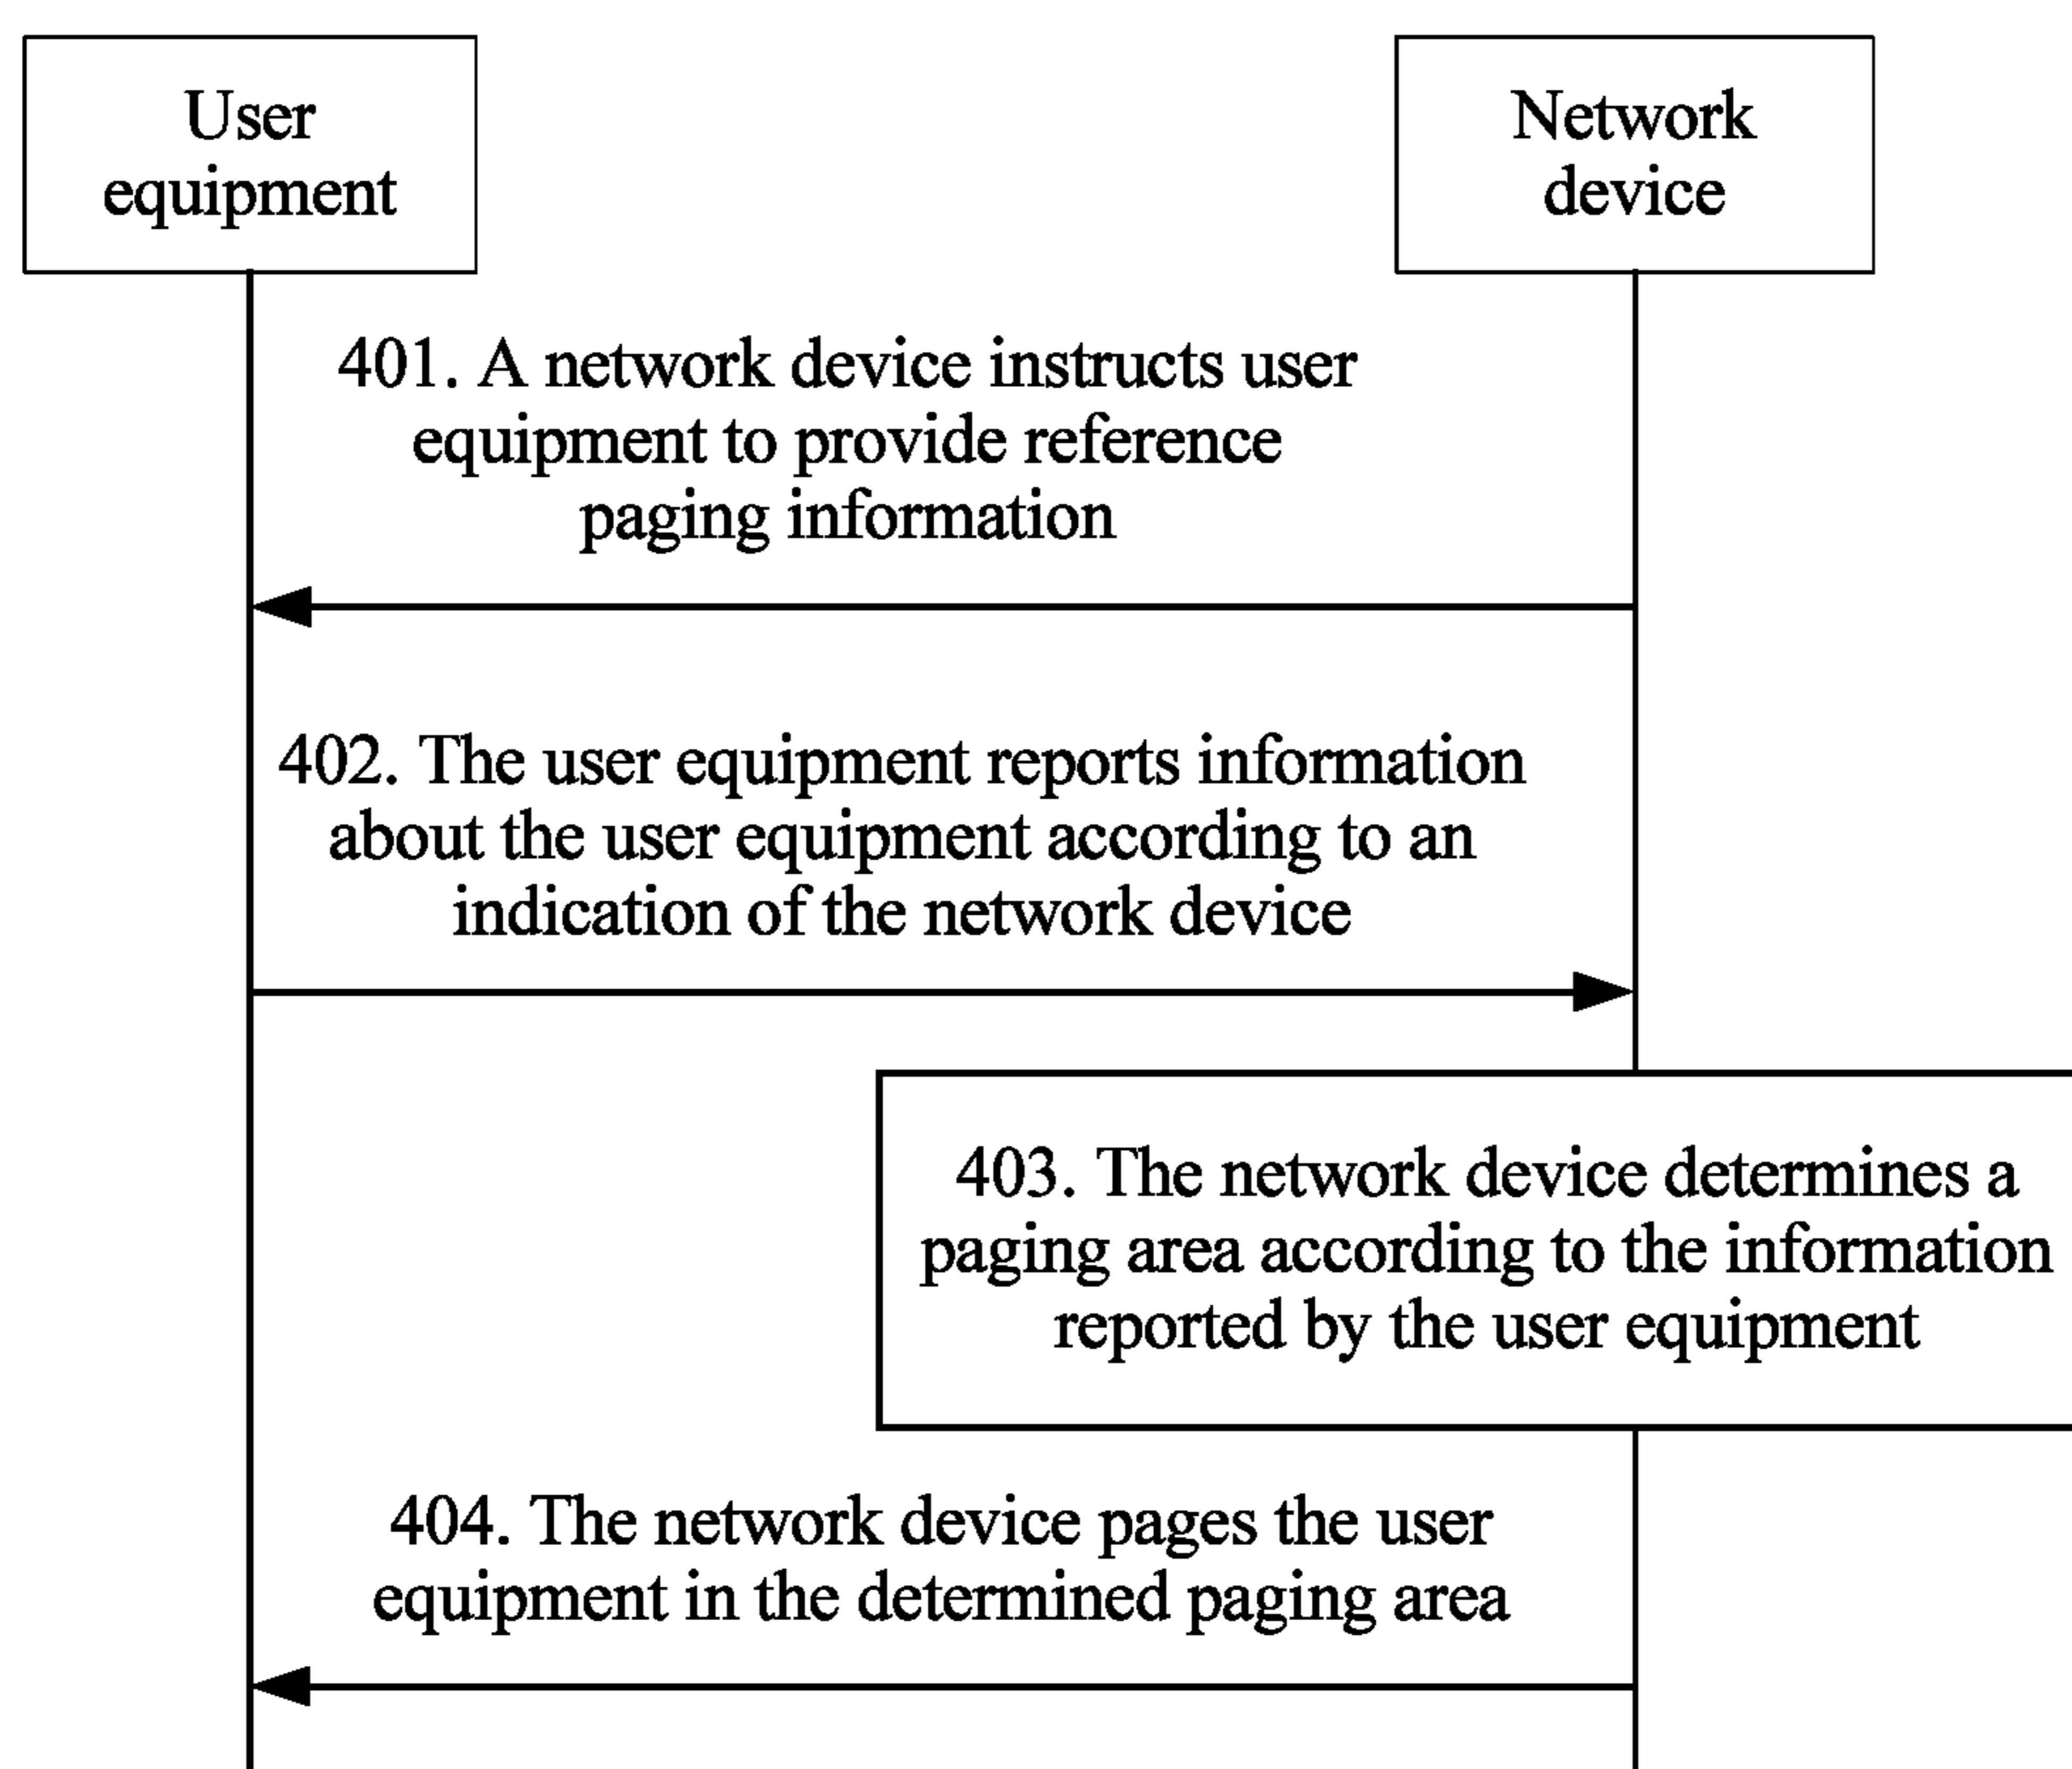 User
equipment
Network
device
401. A network device instructs user
equipment to provide reference
paging information
402. The user equipment reports information
about the user equipment according to an
indication of the network device
403. The network device determines a
paging area according to the information
reported by the user equipment
404. The network device pages the user
equipment in the determined paging area